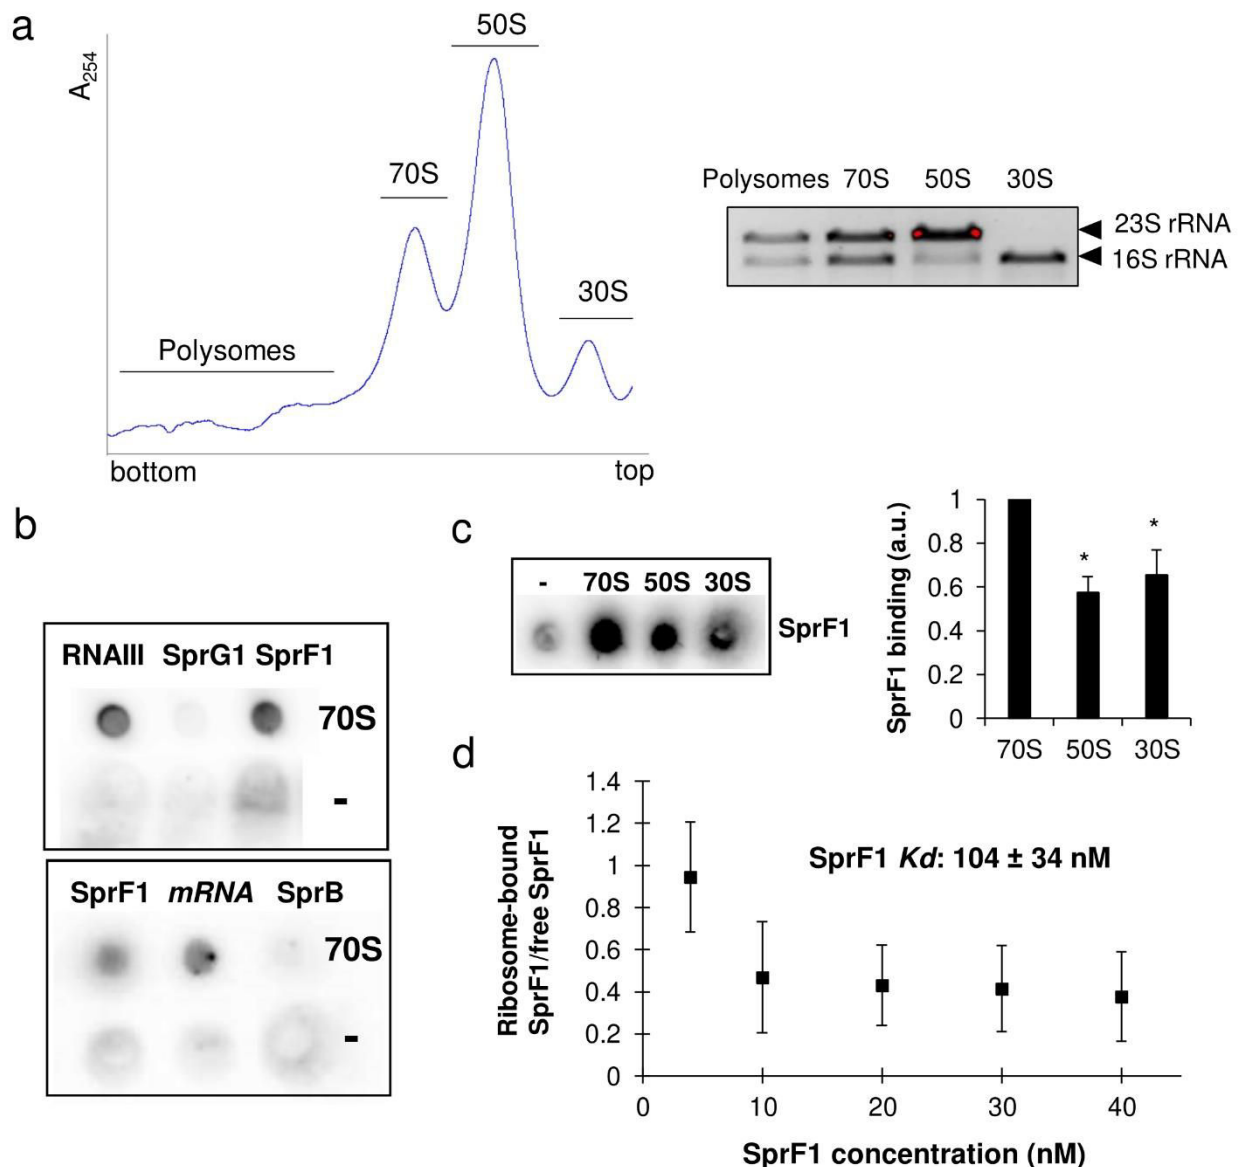 a
A254
50S
70S
30S
Polysomes
bottom
top
Polysomes 70S 50S 30S
23S rRNA
16S rRNA
b
RNAIII SprG1 SprF1
70S
-
SprF1 mRNA SprB
70S
-
c
- 70S 50S 30S
SprF1
SprF1 binding (a.u.)
1
0.8
0.6
0.4
0.2
0
*
*
70S 50S 30S
d
Ribosome-bound
SprF1/free SprF1
1.4
1.2
1
0.8
0.6
0.4
0.2
0
SprF1 Kd: 104 ± 34 nM
0 10 20 30 40
SprF1 concentration (nM)